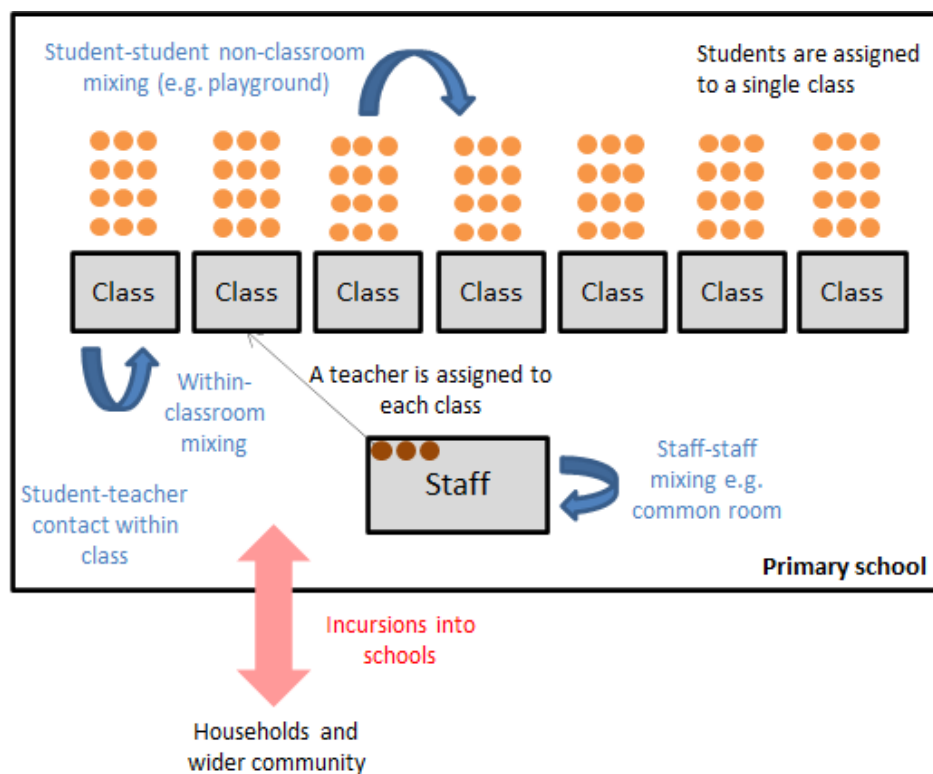 Student-student non-classroom
mixing (e.g. playground)
Students are assigned
to a single class
Class
Class
Class
Class
Class
Class
Class
Within-
classroom
mixing
A teacher is assigned to
each class
Staff
Staff-staff
mixing e.g.
common room
Student-teacher
contact within
class
Primary school
Incursions into
schools
Households and
wider community